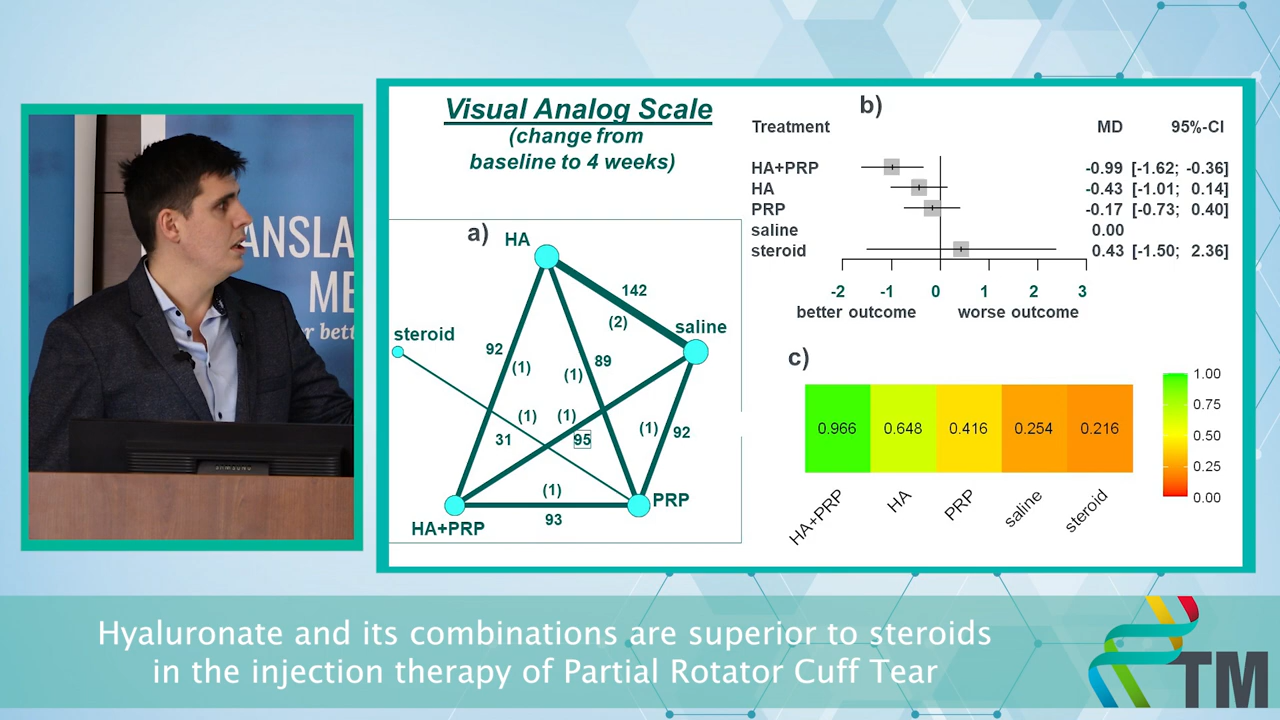 ANSLA
ME
r bett
SAMSUNG
Visual Analog Scale
(change from
baseline to 4 weeks)
a)
HA
142
(2)
saline
steroid
92
(1)
(1)
89
(1)
(1)
31
95
(1)
92
(1)
93
HA+PRP
PRP
b)
Treatment MD 95%-CI
HA+PRP -0.99 [-1.62; -0.36]
HA -0.43 [-1.01; 0.14]
PRP -0.17 [-0.73; 0.40]
saline 0.00
steroid 0.43 [-1.50; 2.36]
-2 -1 0 1 2 3
better outcome worse outcome
c)
0.966 0.648 0.416 0.254 0.216
HA+PRP HA PRP saline steroid
1.00
0.75
0.50
0.25
0.00
Hyaluronate and its combinations are superior to steroids
in the injection therapy of Partial Rotator Cuff Tear
TM